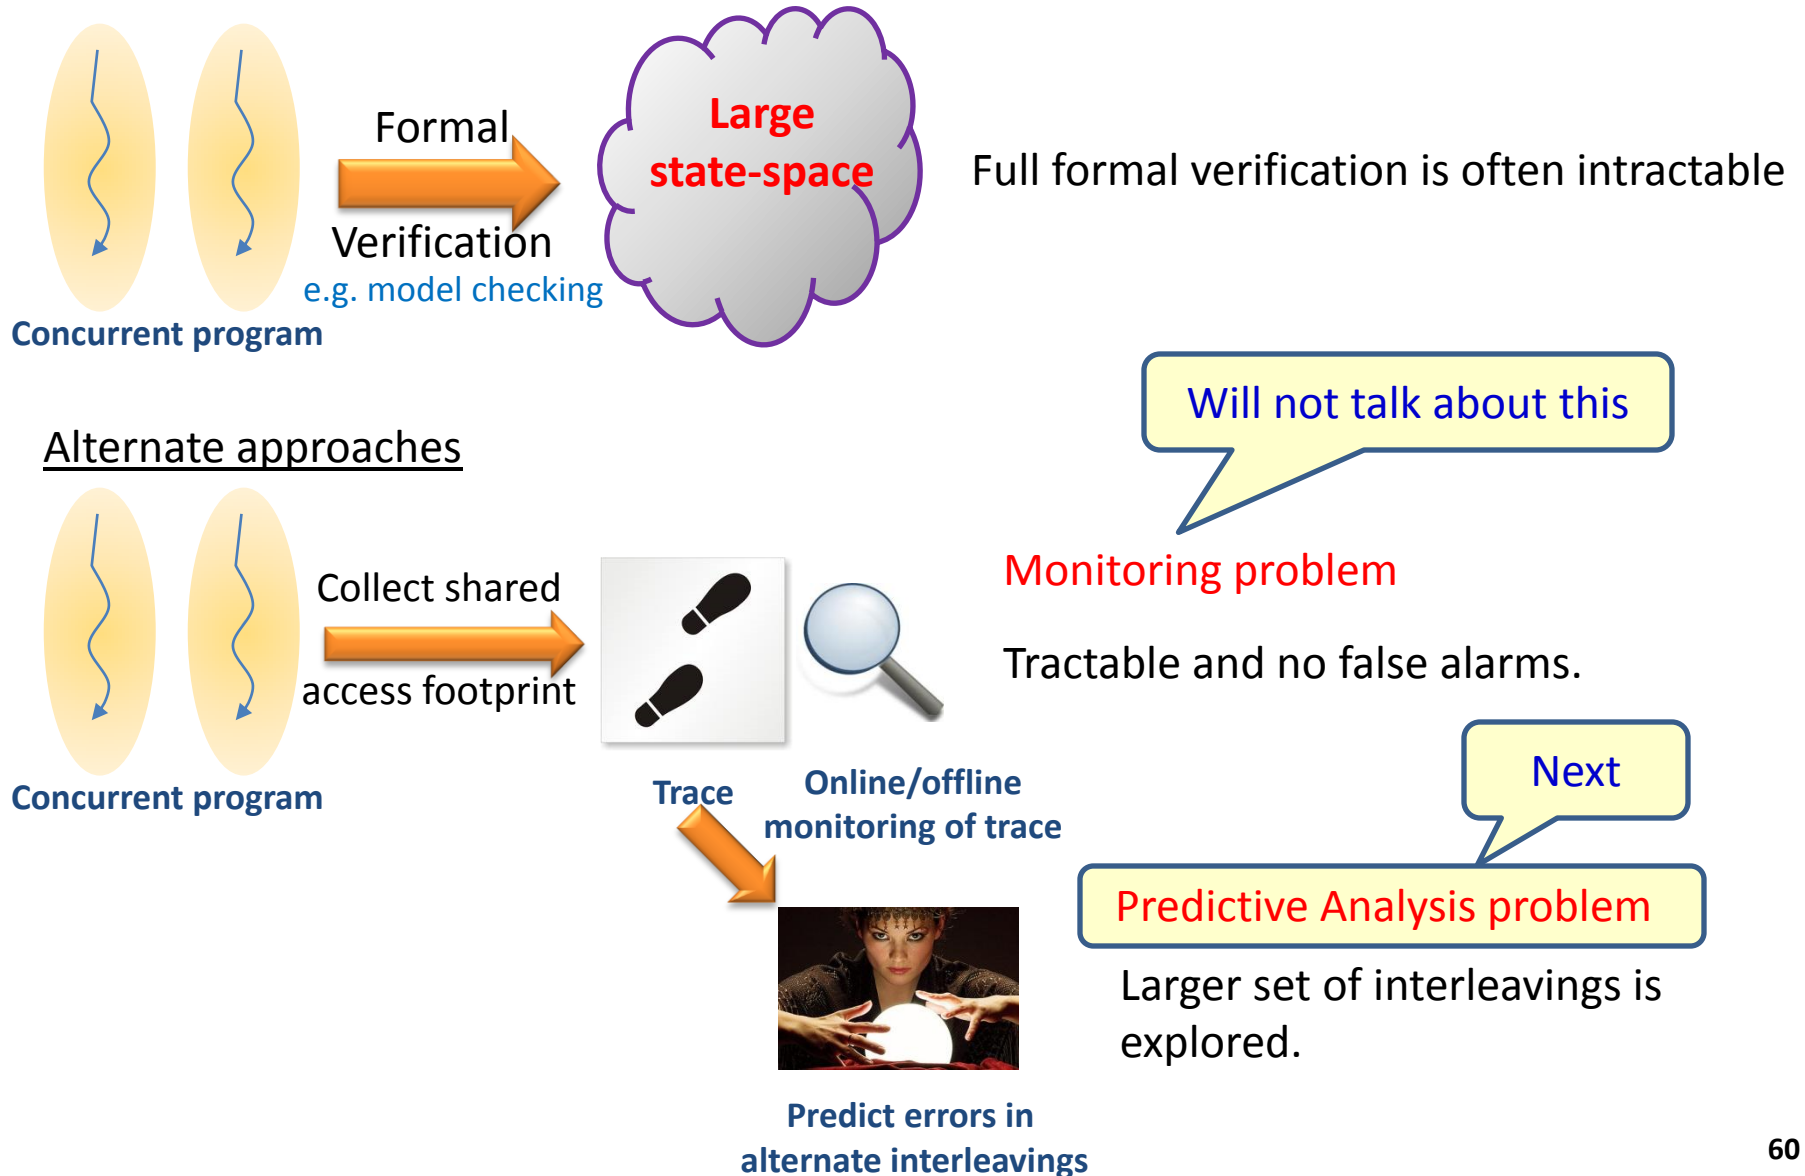 Formal
Verification
e.g. model checking
Concurrent program
Large
state-space
Full formal verification is often intractable
Will not talk about this
Alternate approaches
Collect shared
access footprint
Concurrent program
Trace
Online/offline
monitoring of trace
Monitoring problem
Tractable and no false alarms.
Next
Predictive Analysis problem
Larger set of interleavings is
explored.
Predict errors in
alternate interleavings
60